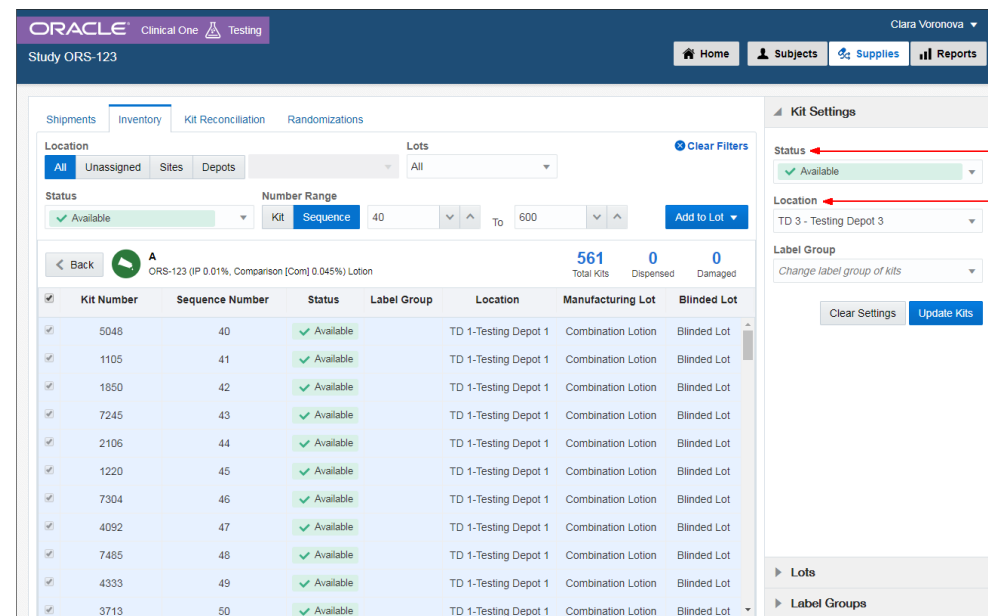 ORACLE® Clinical One Testing
Clara Voronova
Study ORS-123
Home Subjects Supplies Reports
Shipments Inventory Kit Reconciliation Randomizations
Location Lots Clear Filters
All Unassigned Sites Depots All
Status Number Range
Available Kit Sequence 40 To 600 Add to Lot
Back A 561 0 0
ORS-123 (IP 0.01%, Comparison [Com] 0.045%) Lotion Total Kits Dispensed Damaged
Kit Number Sequence Number Status Label Group Location Manufacturing Lot Blinded Lot
5048 40 Available TD 1-Testing Depot 1 Combination Lotion Blinded Lot
1105 41 Available TD 1-Testing Depot 1 Combination Lotion Blinded Lot
1850 42 Available TD 1-Testing Depot 1 Combination Lotion Blinded Lot
7245 43 Available TD 1-Testing Depot 1 Combination Lotion Blinded Lot
2106 44 Available TD 1-Testing Depot 1 Combination Lotion Blinded Lot
1220 45 Available TD 1-Testing Depot 1 Combination Lotion Blinded Lot
7304 46 Available TD 1-Testing Depot 1 Combination Lotion Blinded Lot
4092 47 Available TD 1-Testing Depot 1 Combination Lotion Blinded Lot
7485 48 Available TD 1-Testing Depot 1 Combination Lotion Blinded Lot
4333 49 Available TD 1-Testing Depot 1 Combination Lotion Blinded Lot
3713 50 Available TD 1-Testing Depot 1 Combination Lotion Blinded Lot
Kit Settings
Status
Available
Location
TD 3 - Testing Depot 3
Label Group
Change label group of kits
Clear Settings Update Kits
Lots
Label Groups